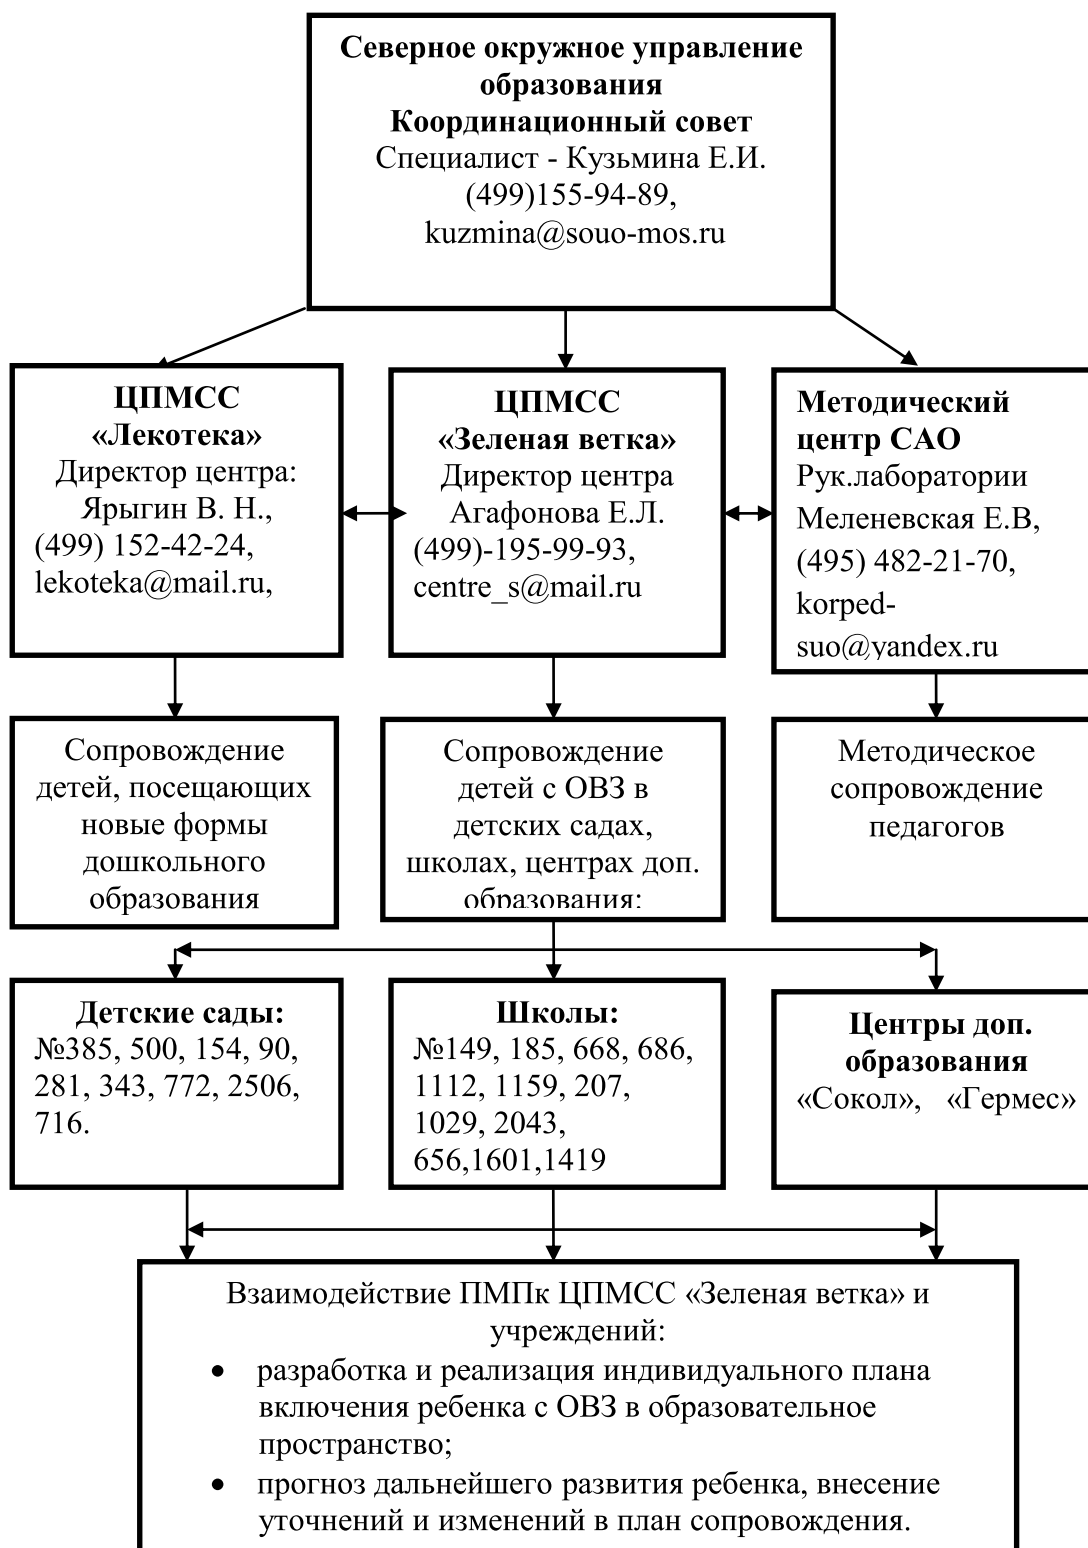 Северное окружное управление
образования
Координационный совет
Специалист - Кузьмина Е.И.
(499)155-94-89,
kuzmina@souo-mos.ru
ЦПМСС
«Лекотека»
Директор центра:
Ярыгин В. Н.,
(499) 152-42-24,
lekoteka@mail.ru,
ЦПМСС
«Зеленая ветка»
Директор центра
Агафонова Е.Л.
(499)-195-99-93,
centre_s@mail.ru
Методический
центр САО
Рук.лаборатории
Меленевская Е.В,
(495) 482-21-70,
korped-
suo@yandex.ru
Сопровождение
детей, посещающих
новые формы
дошкольного
образования
Сопровождение
детей с ОВЗ в
детских садах,
школах, центрах доп.
образования:
Методическое
сопровождение
педагогов
Детские сады:
№385, 500, 154, 90,
281, 343, 772, 2506,
716.
Школы:
№149, 185, 668, 686,
1112, 1159, 207,
1029, 2043,
656,1601,1419
Центры доп.
образования
«Сокол», «Гермес»
Взаимодействие ПМПк ЦПМСС «Зеленая ветка» и
учреждений:
• разработка и реализация индивидуального плана
включения ребенка с ОВЗ в образовательное
пространство;
• прогноз дальнейшего развития ребенка, внесение
уточнений и изменений в план сопровождения.